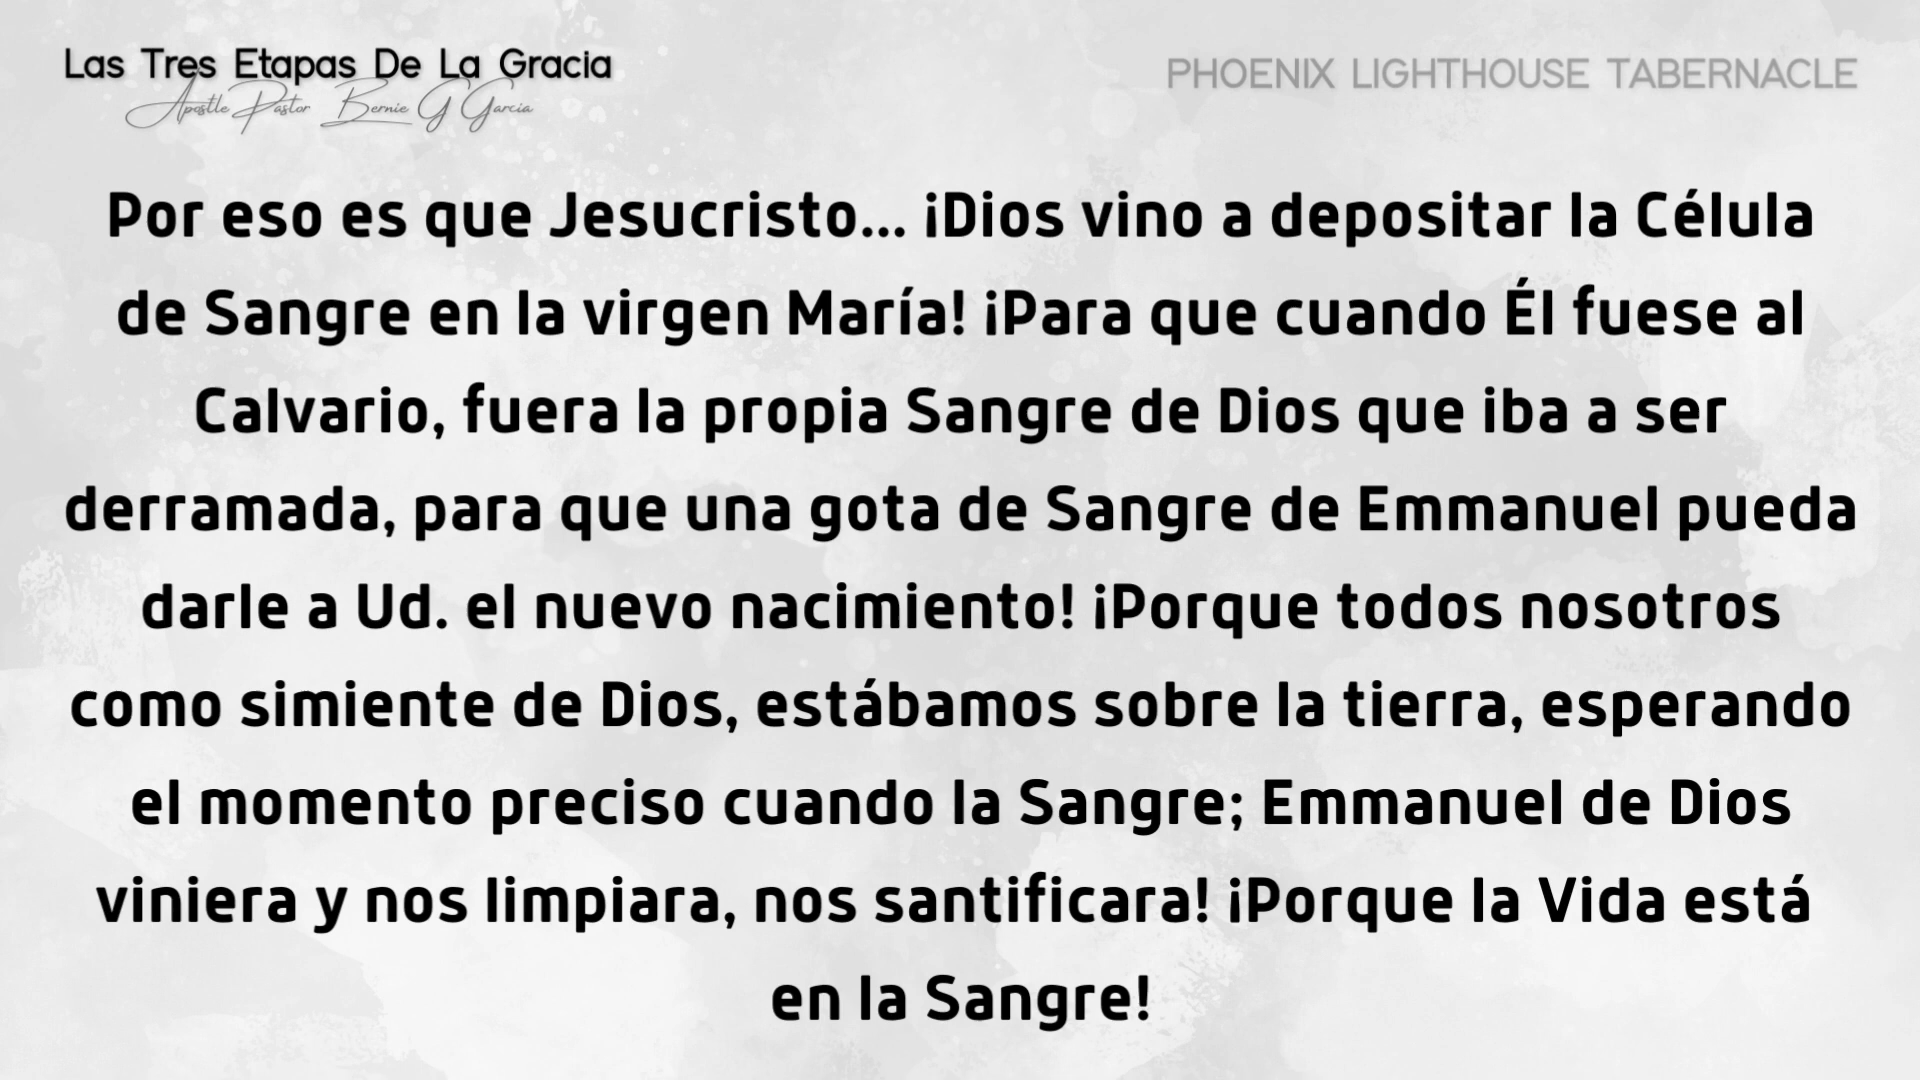 Las Tres Etapas De La Gracia
Apostle Pastor Bernie G Garcia
PHOENIX LIGHTHOUSE TABERNACLE
Por eso es que Jesucristo... ¡Dios vino a depositar la Célula
de Sangre en la virgen María! ¡Para que cuando Él fuese al
Calvario, fuera la propia Sangre de Dios que iba a ser
derramada, para que una gota de Sangre de Emmanuel pueda
darle a Ud. el nuevo nacimiento! ¡Porque todos nosotros
como simiente de Dios, estábamos sobre la tierra, esperando
el momento preciso cuando la Sangre; Emmanuel de Dios
viniera y nos limpiara, nos santificara! ¡Porque la Vida está
en la Sangre!